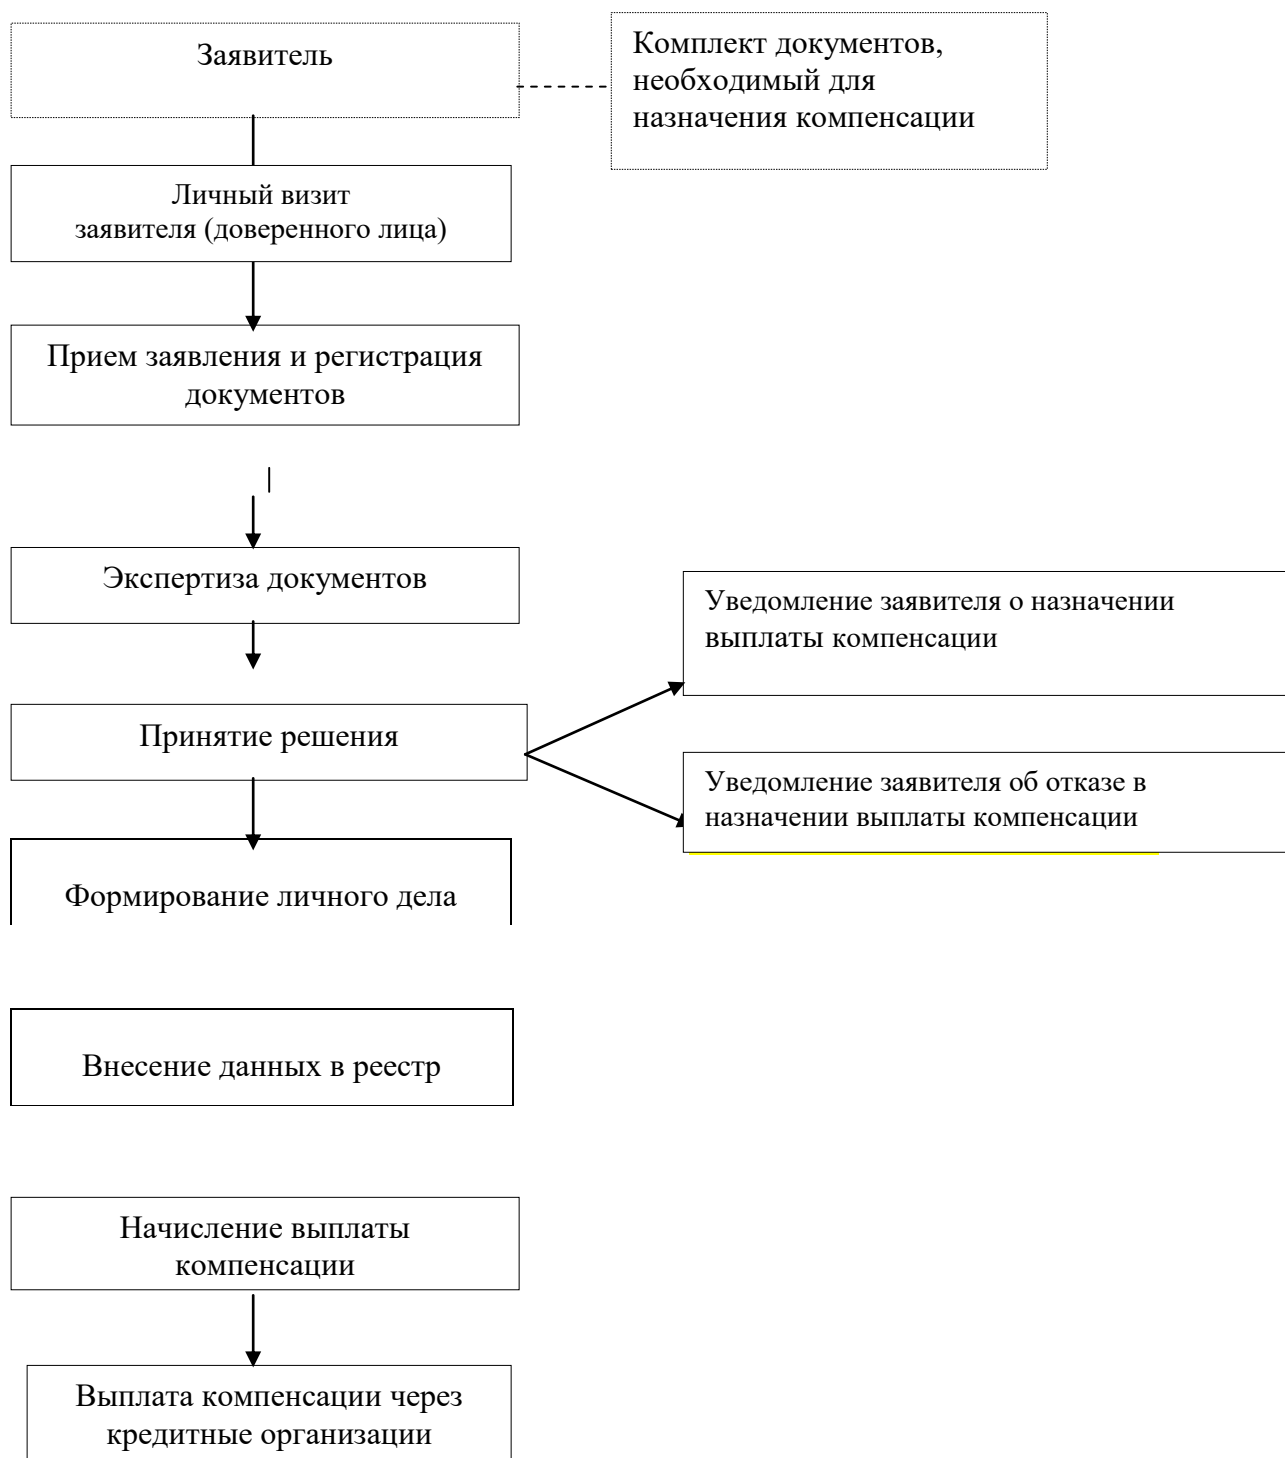 Заявитель
Комплект документов,
необходимый для
назначения компенсации
Личный визит
заявителя (доверенного лица)
Прием заявления и регистрация
документов
Экспертиза документов
Уведомление заявителя о назначении
выплаты компенсации
Принятие решения
Уведомление заявителя об отказе в
назначении выплаты компенсации
Формирование личного дела
Внесение данных в реестр
Начисление выплаты
компенсации
Выплата компенсации через
кредитные организации